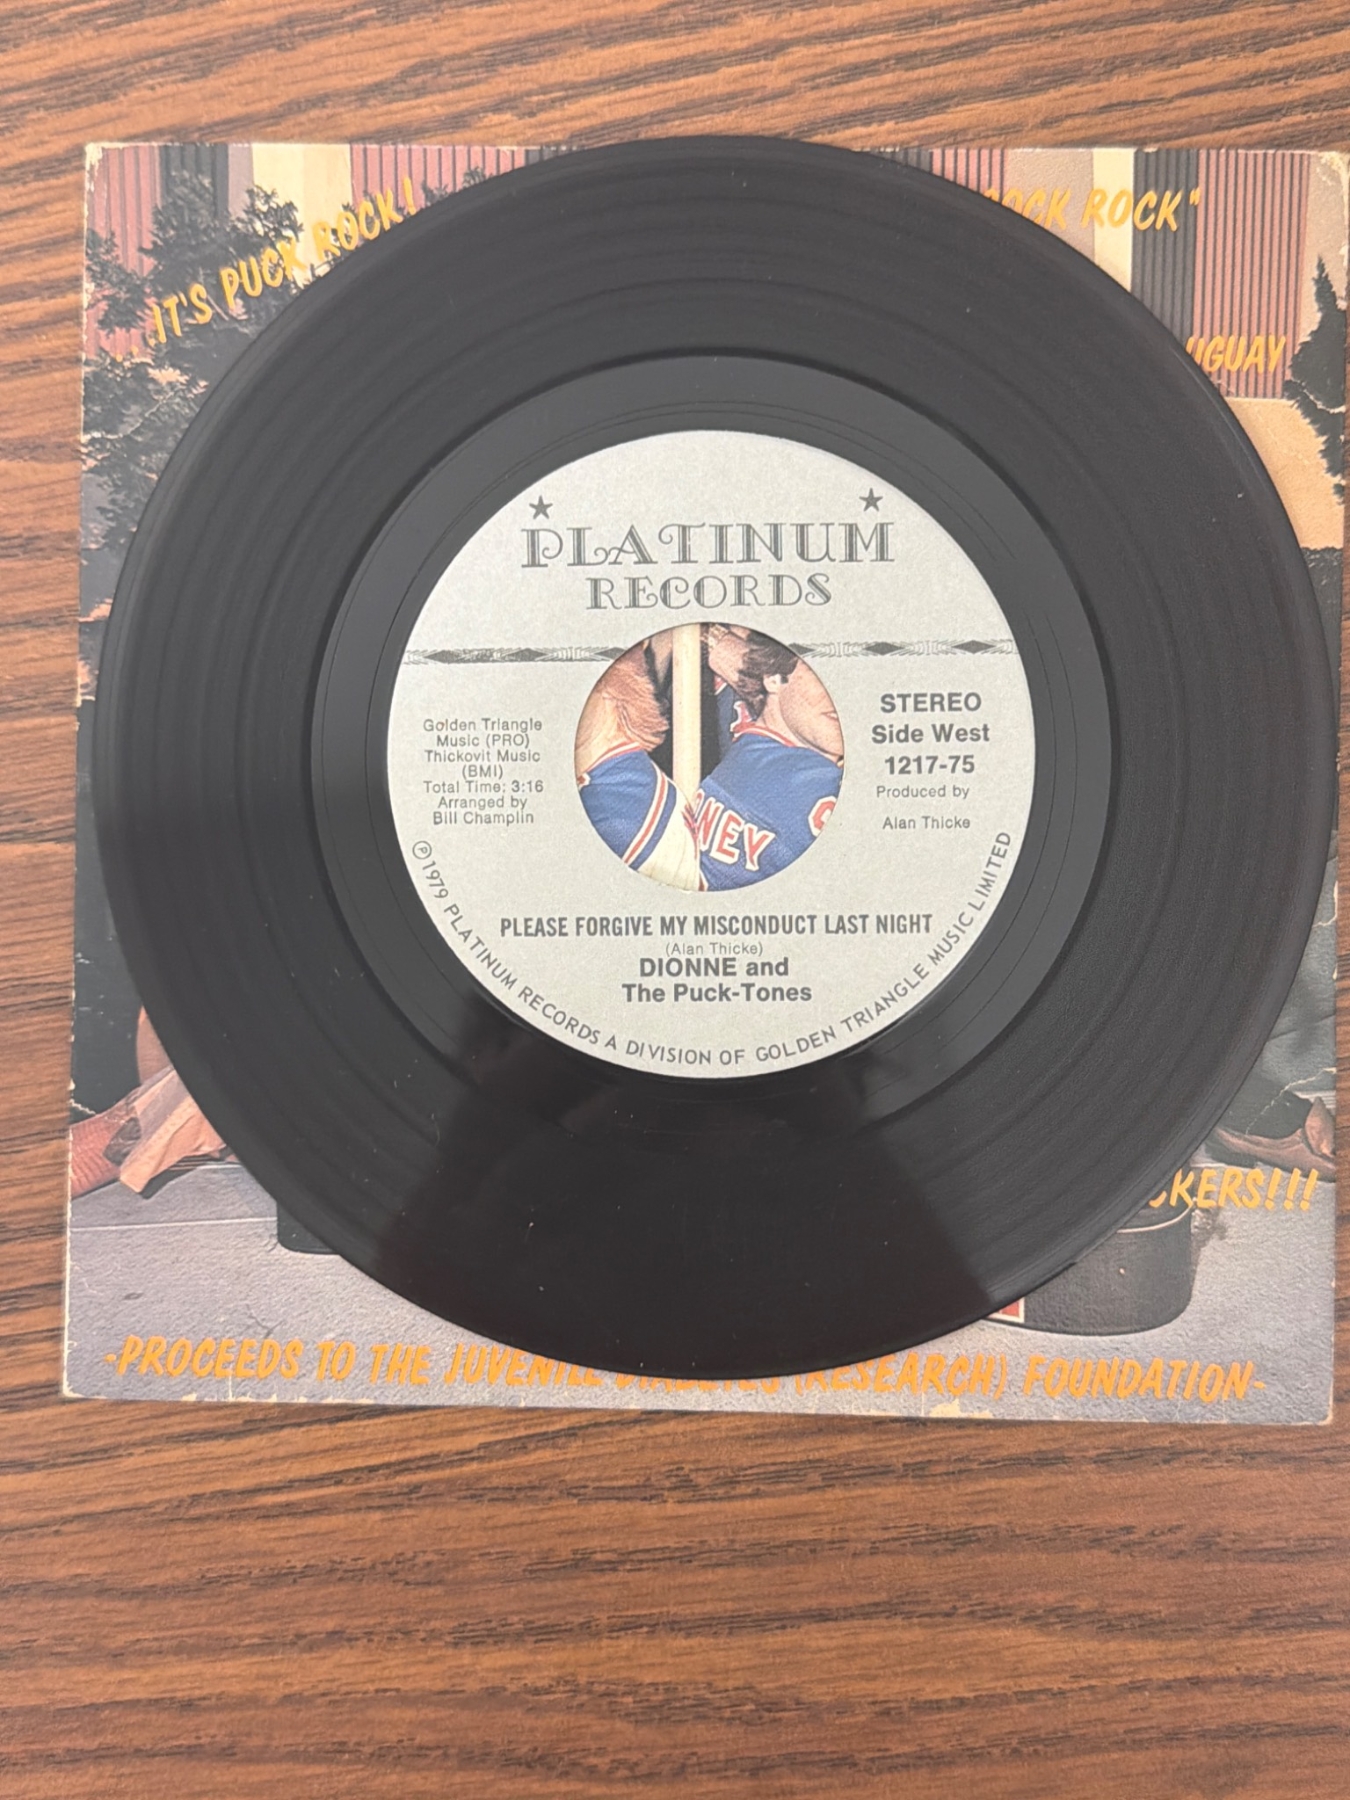 ...IT'S PUCK ROCK!
ROCK"
UGUAY
PLATINUM
RECORDS
Golden Triangle
Music (PRO)
Thickovit Music
(BMI)
Total Time: 3:16
Arranged by
Bill Champlin
STEREO
Side West
1217-75
Produced by
Alan Thicke
NEY
PLEASE FORGIVE MY MISCONDUCT LAST NIGHT
(Alan Thicke)
DIONNE and
The Puck-Tones
℗1979 PLATINUM RECORDS A DIVISION OF GOLDEN TRIANGLE MUSIC LIMITED
KERS!!!
-PROCEEDS TO THE JUVENILE DIABETES (RESEARCH) FOUNDATION-